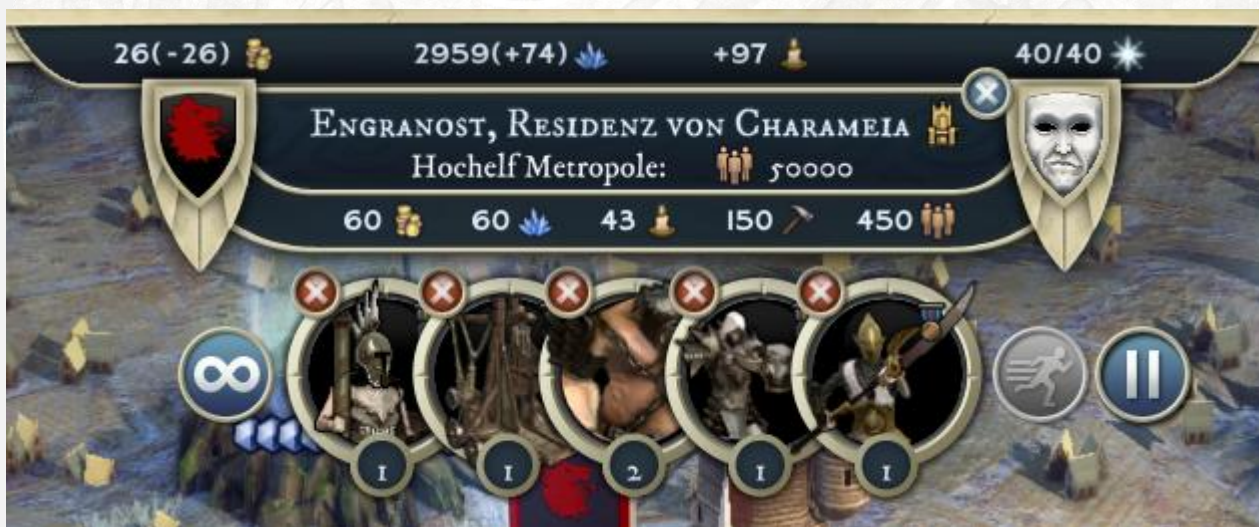 26(-26) 2959(+74) +97 40/40
Engranost, Residenz von Charameia
Hochelf Metropole: 50000
60 60 43 150 450
1 1 2 1 1